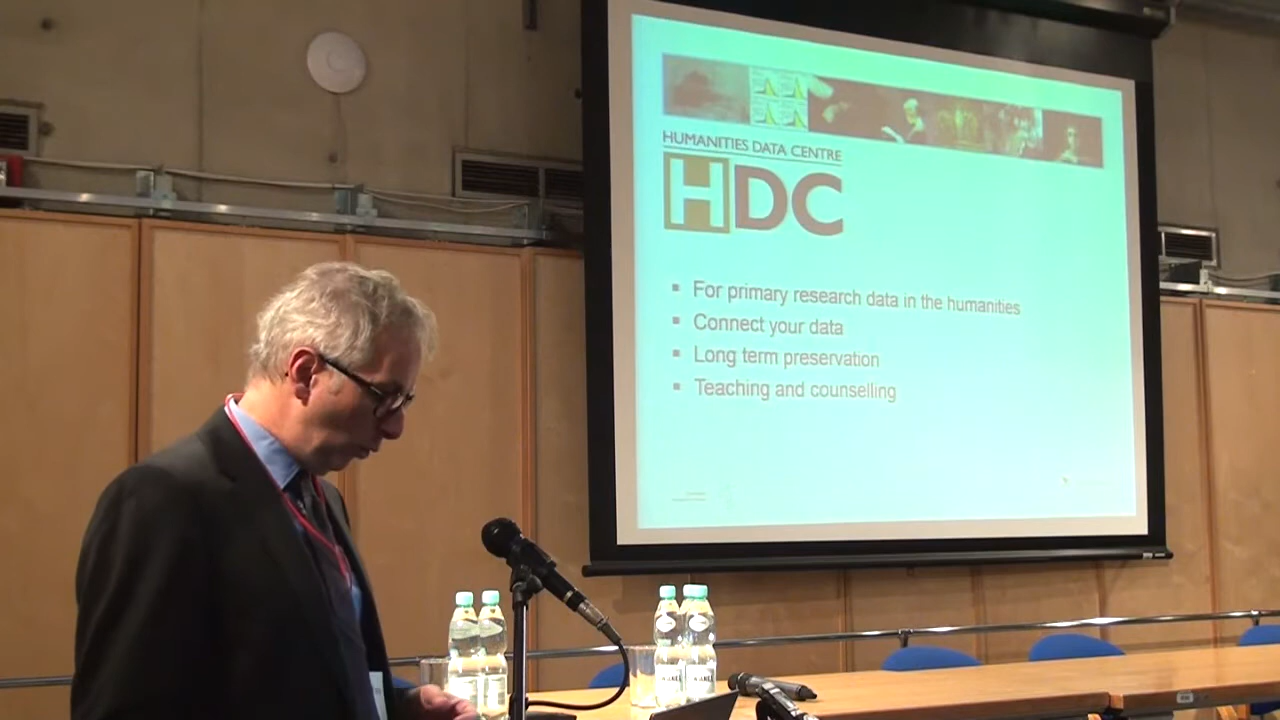 HUMANITIES DATA CENTRE
HDC
For primary research data in the humanities
Connect your data
Long term preservation
Teaching and counselling